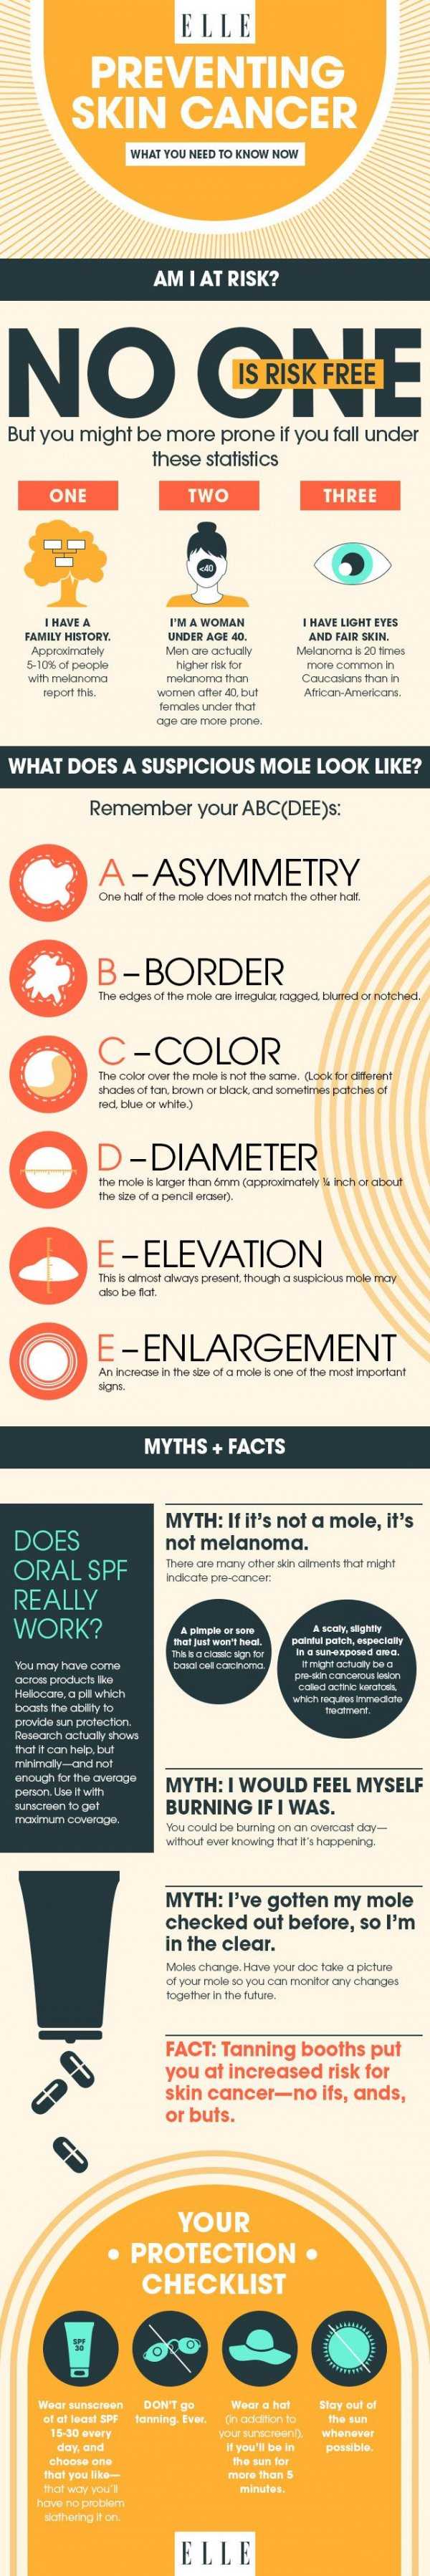 ELLE
PREVENTING
SKIN CANCER
WHAT YOU NEED TO KNOW NOW
AM I AT RISK?
NO ONE
IS RISK FREE
But you might be more prone if you fall under
these statistics
ONE
TWO
THREE
<40
I HAVE A
FAMILY HISTORY.
Approximately
5-10% of people
with melanoma
report this.
I'M A WOMAN
UNDER AGE 40.
Men are actually
higher risk for
melanoma than
women after 40, but
females under that
age are more prone.
I HAVE LIGHT EYES
AND FAIR SKIN.
Melanoma is 20 times
more common in
Caucasians than in
African-Americans.
WHAT DOES A SUSPICIOUS MOLE LOOK LIKE?
Remember your ABC(DEE)s:
A – ASYMMETRY
One half of the mole does not match the other half.
B – BORDER
The edges of the mole are irregular, ragged, blurred or notched.
C – COLOR
The color over the mole is not the same. (Look for different
shades of tan, brown or black, and sometimes patches of
red, blue or white.)
D – DIAMETER
the mole is larger than 6mm (approximately ¼ inch or about
the size of a pencil eraser).
E – ELEVATION
This is almost always present, though a suspicious mole may
also be flat.
E – ENLARGEMENT
An increase in the size of a mole is one of the most important
signs.
MYTHS + FACTS
DOES
ORAL SPF
REALLY
WORK?
You may have come
across products like
Heliocare, a pill which
boasts the ability to
provide sun protection.
Research actually shows
that it can help, but
minimally—and not
enough for the average
person. Use it with
sunscreen to get
maximum coverage.
MYTH: If it's not a mole, it's
not melanoma.
There are many other skin ailments that might
indicate pre-cancer:
A pimple or sore
that just won't heal.
This is a classic sign for
basal cell carcinoma.
A scaly, slightly
painful patch, especially
in a sun-exposed area.
It might actually be a
pre-skin cancerous lesion
called actinic keratosis,
which requires immediate
treatment.
MYTH: I WOULD FEEL MYSELF
BURNING IF I WAS.
You could be burning on an overcast day—
without ever knowing that it's happening.
MYTH: I've gotten my mole
checked out before, so I'm
in the clear.
Moles change. Have your doc take a picture
of your mole so you can monitor any changes
together in the future.
FACT: Tanning booths put
you at increased risk for
skin cancer—no ifs, ands,
or buts.
YOUR
• PROTECTION •
CHECKLIST
SPF
30
Wear sunscreen
of at least SPF
15-30 every
day, and
choose one
that you like—
that way you'll
have no problem
slathering it on.
DON'T go
tanning. Ever.
Wear a hat
(in addition to
your sunscreen!),
if you'll be in
the sun for
more than 5
minutes.
Stay out of
the sun
whenever
possible.
ELLE